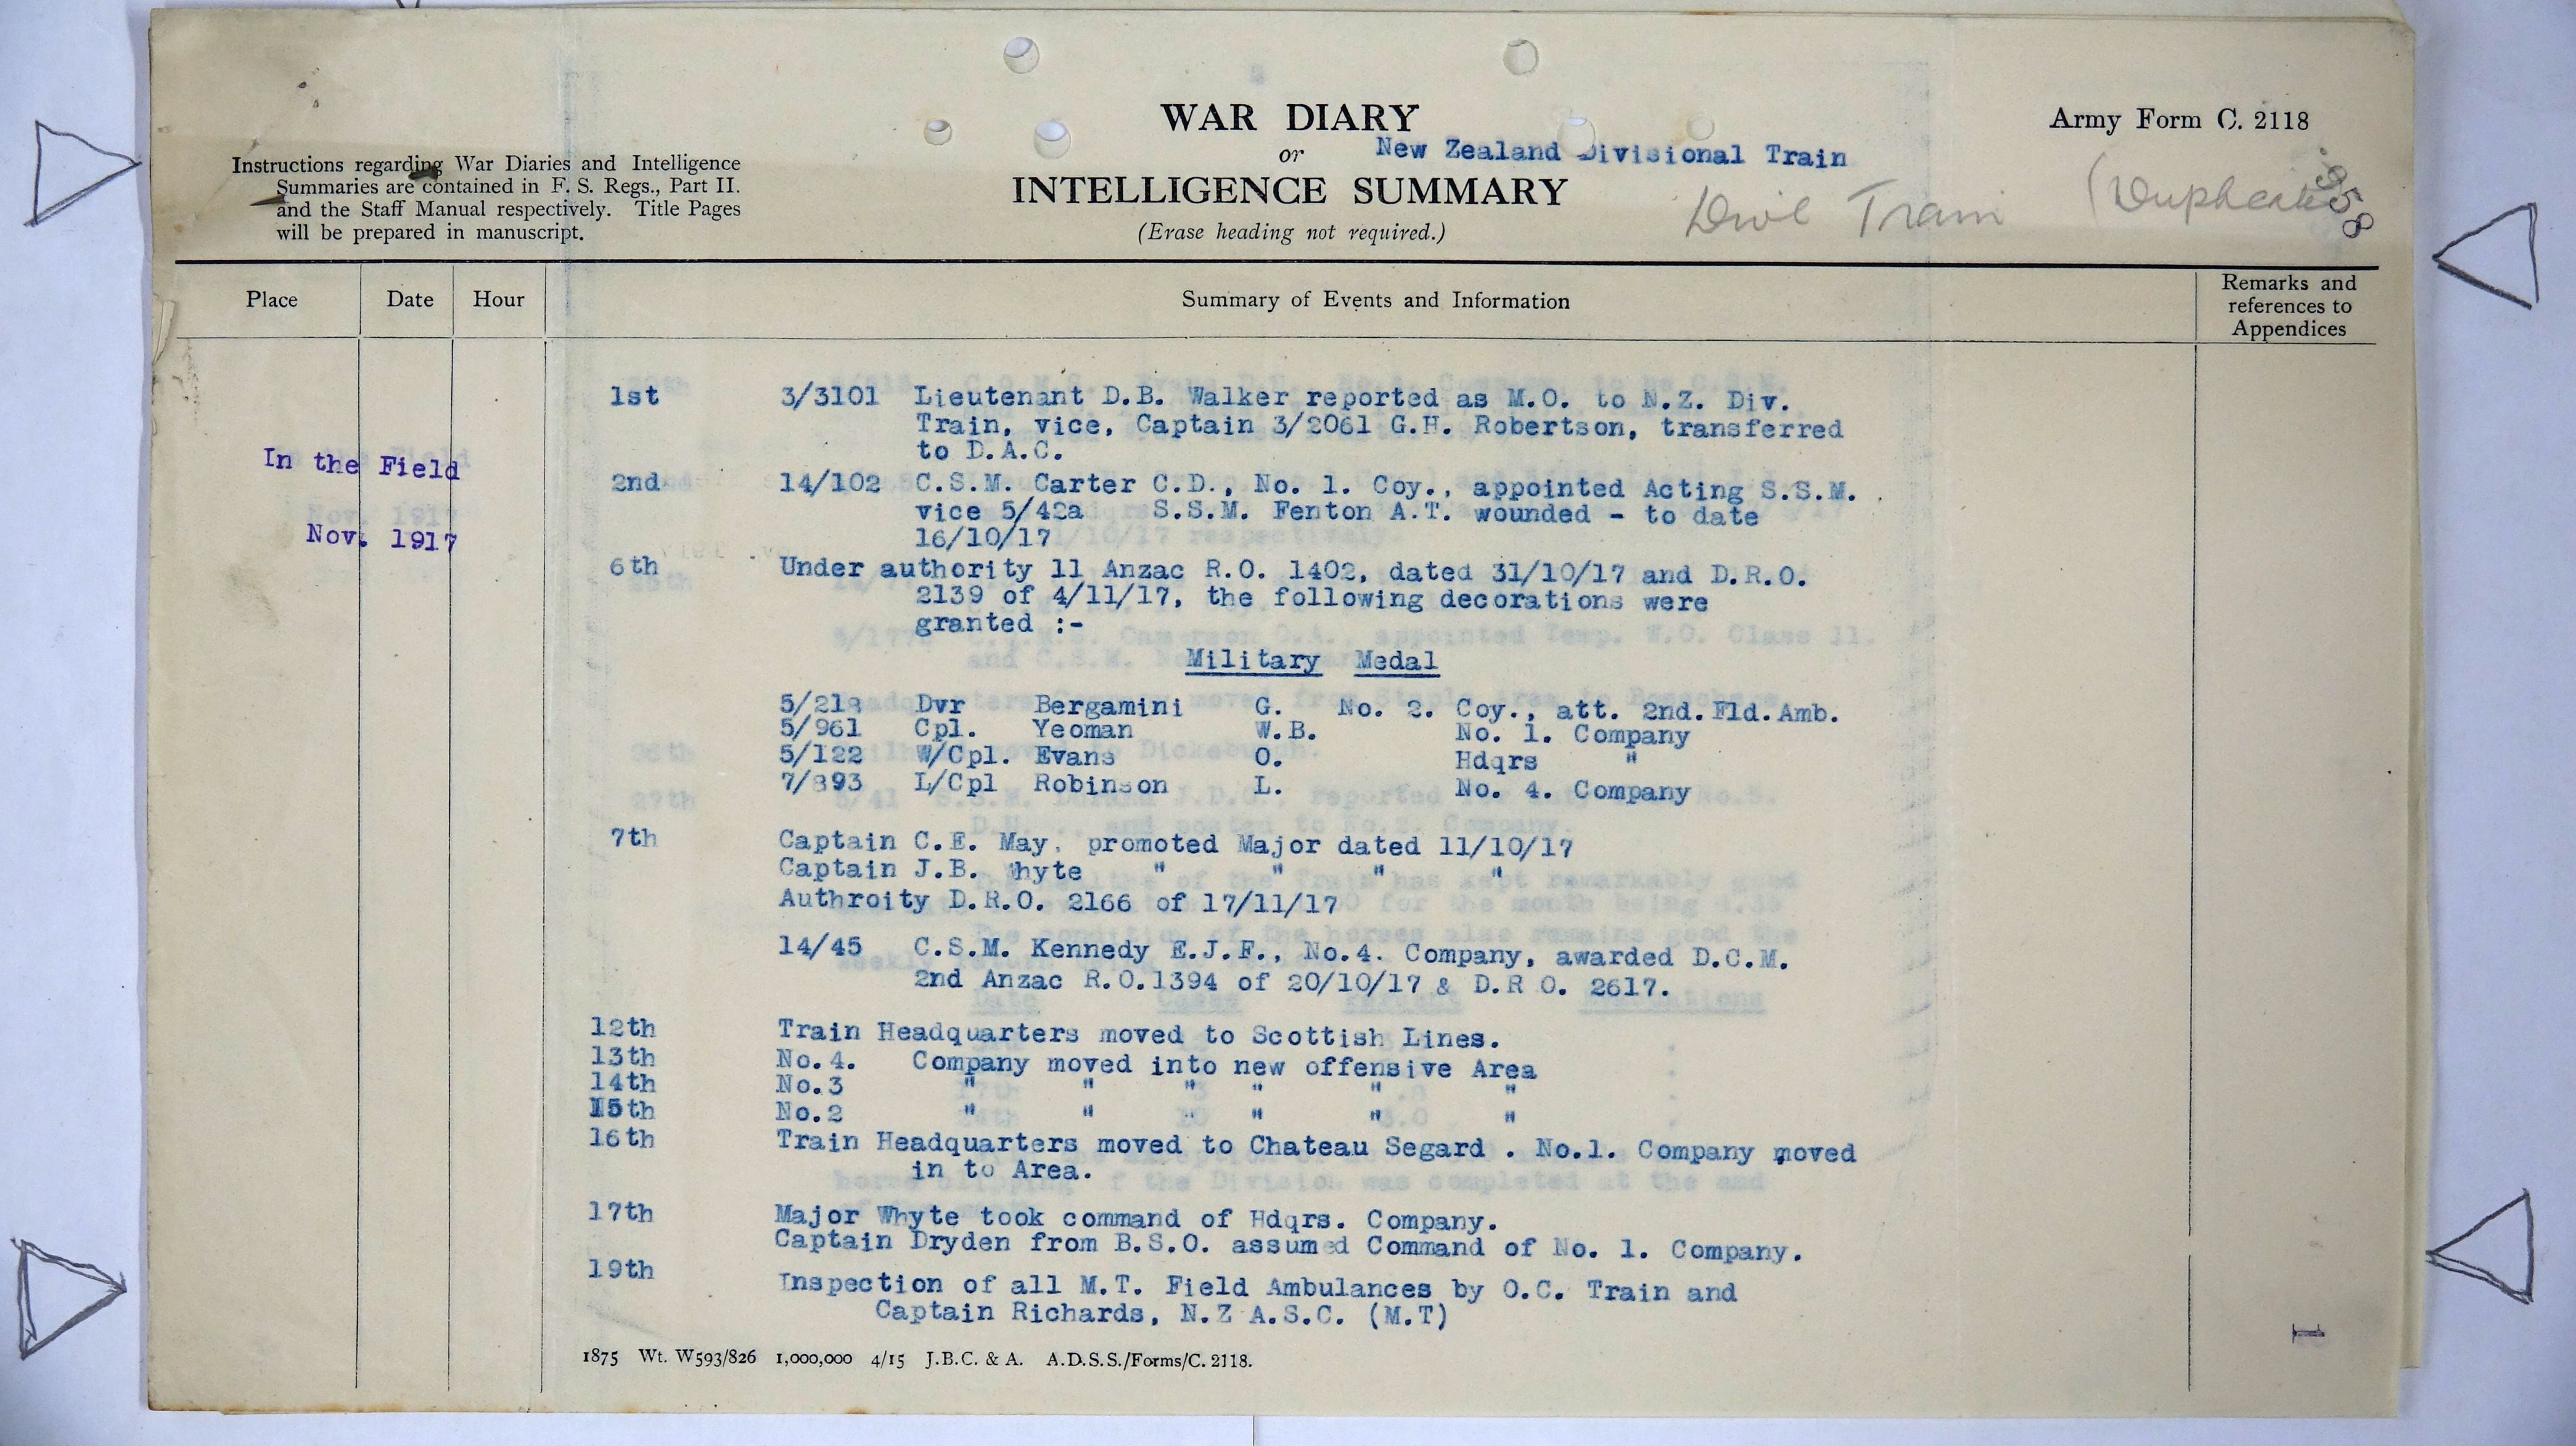 WAR DIARY
or
New Zealand Divisional Train
INTELLIGENCE SUMMARY
(Erase heading not required.)
Army Form C. 2118
Instructions regarding War Diaries and Intelligence
Summaries are contained in F. S. Regs., Part II.
and the Staff Manual respectively. Title Pages
will be prepared in manuscript.
Divl Train
(Duplicate
958
Place Date Hour Summary of Events and Information Remarks and references to Appendices
In the Field
Nov. 1917
1st 3/3101 Lieutenant D.B. Walker reported as M.O. to N.Z. Div.
Train, vice, Captain 3/2061 G.H. Robertson, transferred
to D.A.C.
2nd 14/102 C.S.M. Carter C.D., No. 1. Coy., appointed Acting S.S.M.
vice 5/42a S.S.M. Fenton A.T. wounded - to date
16/10/17
6th Under authority 11 Anzac R.O. 1402, dated 31/10/17 and D.R.O.
2139 of 4/11/17, the following decorations were
granted :-
Military Medal
Dvr Bergamini G. No. 2. Coy., att. 2nd. Fld. Amb.
5/961 Cpl. Yeoman W.B. No. 1. Company
5/122 W/Cpl. Evans O. Hdqrs "
7/893 L/Cpl Robinson L. No. 4. Company
7th Captain C.E. May, promoted Major dated 11/10/17
Captain J.B. Whyte " " " "
Authroity D.R.O. 2166 of 17/11/17
14/45 C.S.M. Kennedy E.J.F., No.4. Company, awarded D.C.M.
2nd Anzac R.O.1394 of 20/10/17 & D.R O. 2617.
12th Train Headquarters moved to Scottish Lines.
13th No.4. Company moved into new offensive Area
14th No.3 " " " " " "
15th No.2 " " " " " "
16th Train Headquarters moved to Chateau Segard . No.1. Company moved
in to Area.
17th Major Whyte took command of Hdqrs. Company.
Captain Dryden from B.S.O. assumed Command of No. 1. Company.
19th Inspection of all M.T. Field Ambulances by O.C. Train and
Captain Richards, N.Z A.S.C. (M.T)
1875 Wt. W593/826 1,000,000 4/15 J.B.C. & A. A.D.S.S./Forms/C. 2118.
1